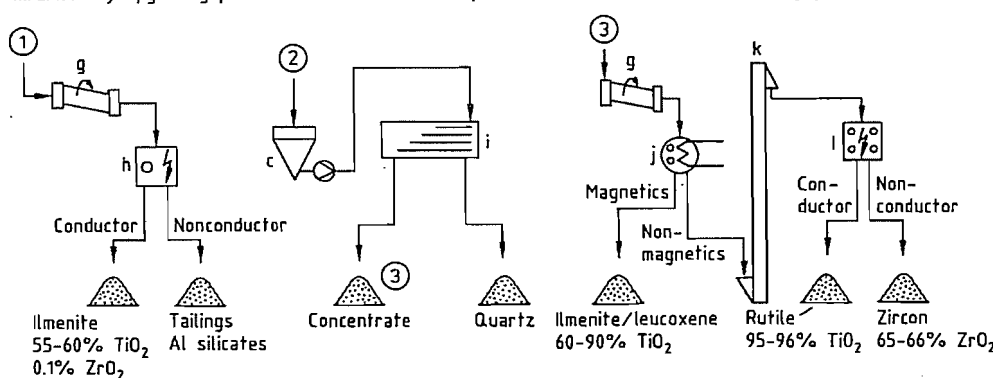 1
g
h
Conductor
Nonconductor
Ilmenite
55-60% TiO₂
0.1% ZrO₂
Tailings
Al silicates
2
c
i
Concentrate
3
Quartz
3
g
j
Magnetics
Non-
magnetics
Ilmenite/leucoxene
60-90% TiO₂
k
l
Con-
ductor
Non-
conductor
Rutile
95-96% TiO₂
Zircon
65-66% ZrO₂